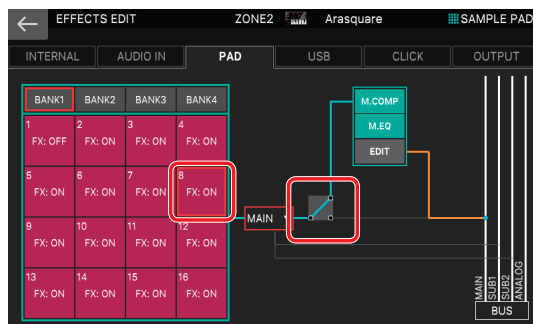 EFFECTS EDIT ZONE2 Arasquare SAMPLE PAD
INTERNAL AUDIO IN PAD USB CLICK OUTPUT
BANK1 BANK2 BANK3 BANK4
1 2 3 4
FX: OFF FX: ON FX: ON FX: ON
5 6 7 8
FX: ON FX: ON FX: ON FX: ON
9 10 11 12
FX: ON FX: ON FX: ON FX: ON
13 14 15 16
FX: ON FX: ON FX: ON FX: ON
MAIN
M.COMP
M.EQ
EDIT
MAIN
SUB1
SUB2
ANALOG
BUS